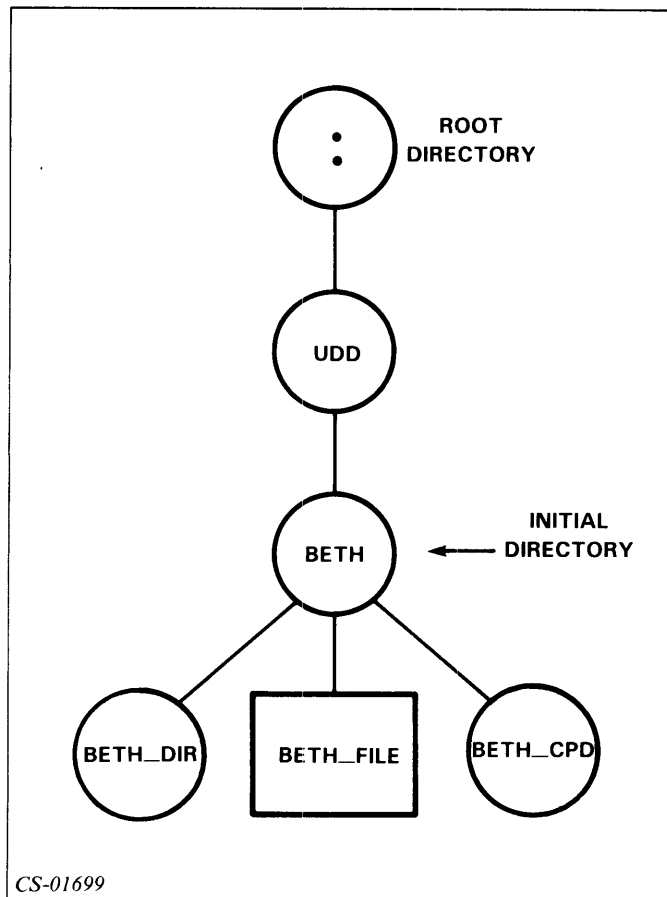 :
ROOT
DIRECTORY
UDD
BETH
INITIAL
DIRECTORY
BETH_DIR
BETH_FILE
BETH_CPD
CS-01699